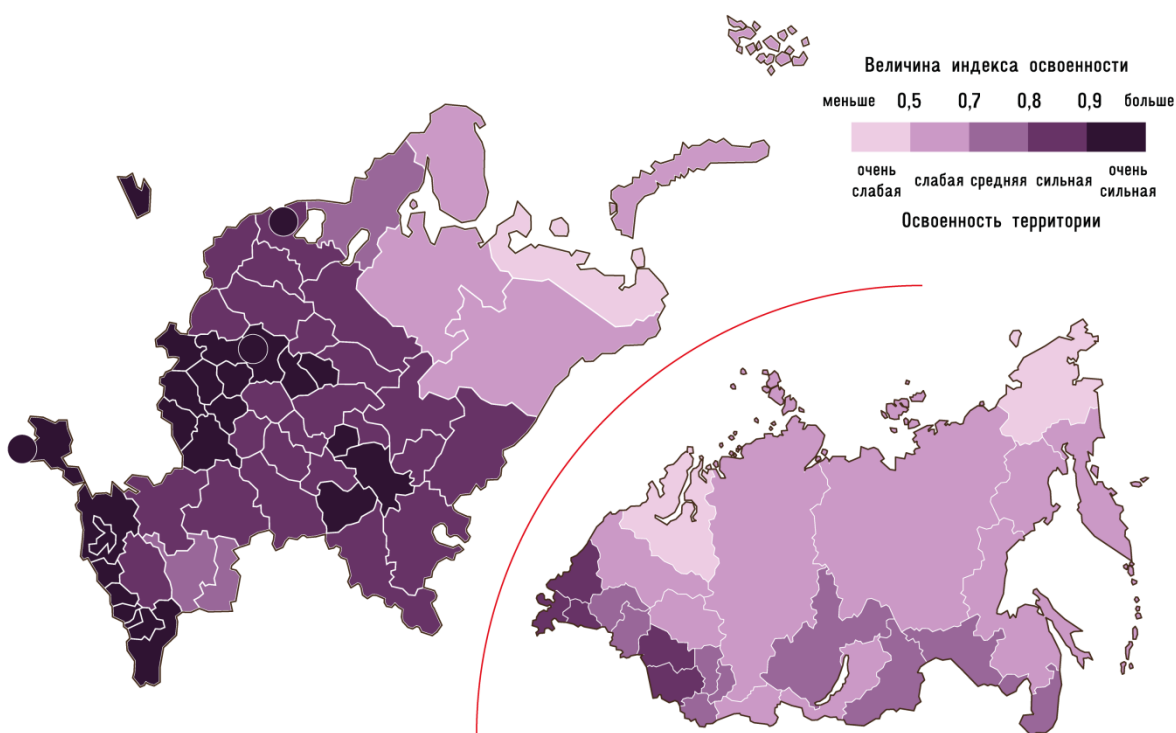 Величина индекса освоенности
меньше 0,5 0,7 0,8 0,9 больше
очень слабая слабая средняя сильная очень сильная
Освоенность территории